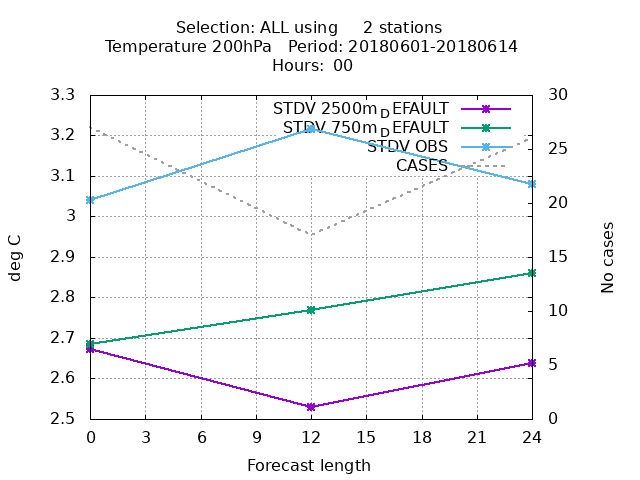 Selection: ALL using 2 stations
Temperature 200hPa Period: 20180601-20180614
Hours: 00
3.3
3.2
3.1
3
2.9
2.8
2.7
2.6
2.5
30
25
20
15
10
5
0
STDV 2500m_DEFAULT
STDV 750m_DEFAULT
STDV OBS
CASES
deg C
No cases
0 3 6 9 12 15 18 21 24
Forecast length